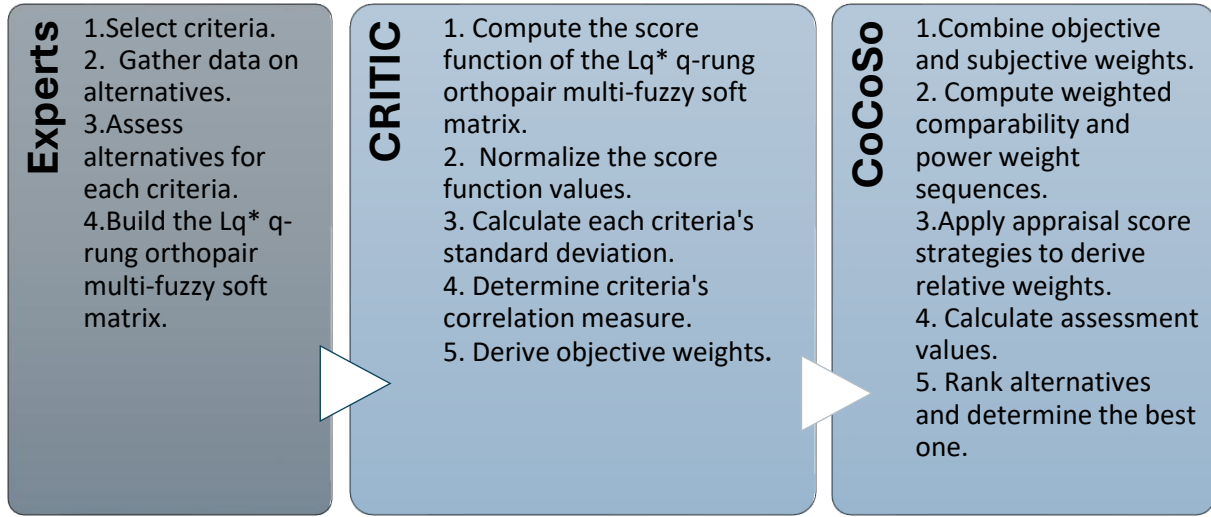 Experts
1.Select criteria.
2.  Gather data on
alternatives.
3.Assess
alternatives for
each criteria.
4.Build the Lq* q-
rung orthopair
multi-fuzzy soft
matrix.
CRITIC
1. Compute the score
function of the Lq* q-rung
orthopair multi-fuzzy soft
matrix.
2.  Normalize the score
function values.
3. Calculate each criteria's
standard deviation.
4. Determine criteria's
correlation measure.
5. Derive objective weights.
CoCoSo
1.Combine objective
and subjective weights.
2. Compute weighted
comparability and
power weight
sequences.
3.Apply appraisal score
strategies to derive
relative weights.
4. Calculate assessment
values.
5. Rank alternatives
and determine the best
one.